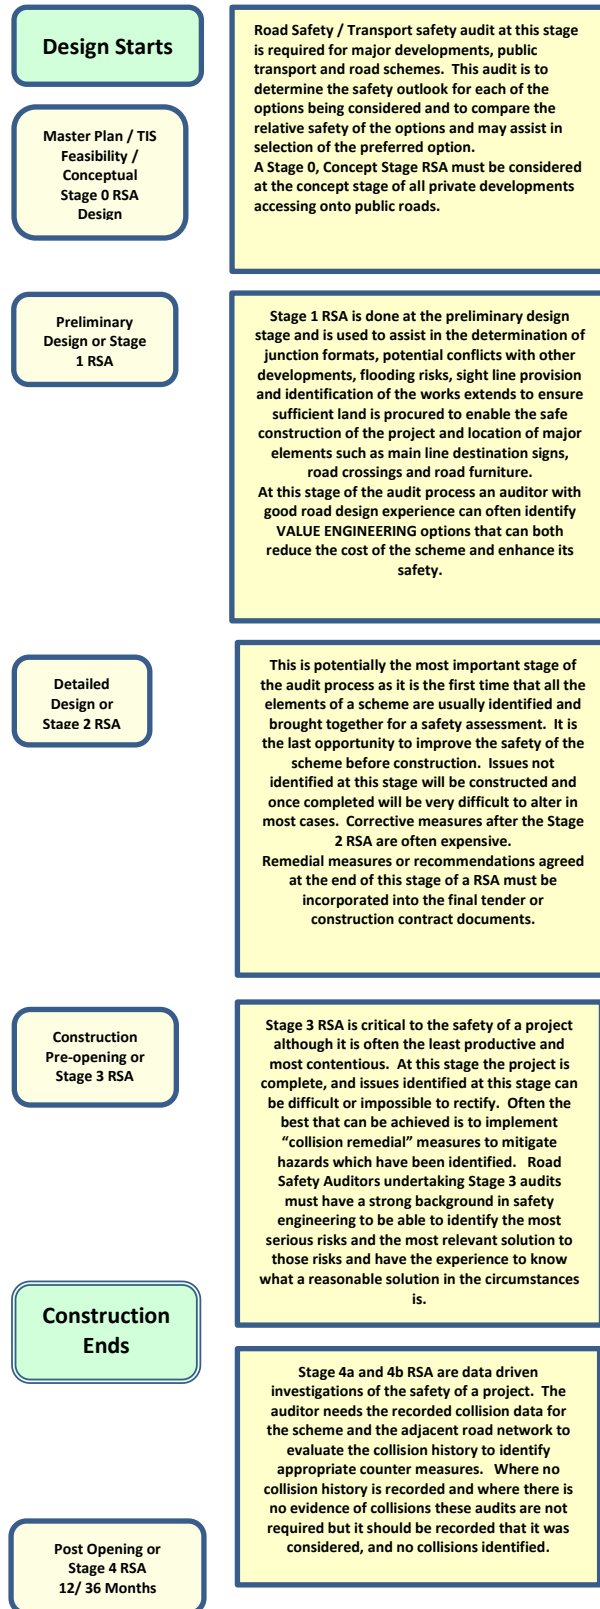 Design Starts
Road Safety / Transport safety audit at this stage
is required for major developments, public
transport and road schemes.  This audit is to
determine the safety outlook for each of the
options being considered and to compare the
relative safety of the options and may assist in
selection of the preferred option.
A Stage 0, Concept Stage RSA must be considered
at the concept stage of all private developments
accessing onto public roads.
Master Plan / TIS
Feasibility /
Conceptual
Stage 0 RSA
Design
Preliminary
Design or Stage
1 RSA
Stage 1 RSA is done at the preliminary design
stage and is used to assist in the determination of
junction formats, potential conflicts with other
developments, flooding risks, sight line provision
and identification of the works extends to ensure
sufficient land is procured to enable the safe
construction of the project and location of major
elements such as main line destination signs,
road crossings and road furniture.
At this stage of the audit process an auditor with
good road design experience can often identify
VALUE ENGINEERING options that can both
reduce the cost of the scheme and enhance its
safety.
Detailed
Design or
Stage 2 RSA
This is potentially the most important stage of
the audit process as it is the first time that all the
elements of a scheme are usually identified and
brought together for a safety assessment.  It is
the last opportunity to improve the safety of the
scheme before construction.  Issues not
identified at this stage will be constructed and
once completed will be very difficult to alter in
most cases.  Corrective measures after the Stage
2 RSA are often expensive.
Remedial measures or recommendations agreed
at the end of this stage of a RSA must be
incorporated into the final tender or
construction contract documents.
Construction
Pre-opening or
Stage 3 RSA
Stage 3 RSA is critical to the safety of a project
although it is often the least productive and
most contentious.  At this stage the project is
complete, and issues identified at this stage can
be difficult or impossible to rectify.  Often the
best that can be achieved is to implement
“collision remedial” measures to mitigate
hazards which have been identified.   Road
Safety Auditors undertaking Stage 3 audits
must have a strong background in safety
engineering to be able to identify the most
serious risks and the most relevant solution to
those risks and have the experience to know
what a reasonable solution in the circumstances
is.
Construction
Ends
Stage 4a and 4b RSA are data driven
investigations of the safety of a project.  The
auditor needs the recorded collision data for
the scheme and the adjacent road network to
evaluate the collision history to identify
appropriate counter measures.   Where no
collision history is recorded and where there is
no evidence of collisions these audits are not
required but it should be recorded that it was
considered, and no collisions identified.
Post Opening or
Stage 4 RSA
12/ 36 Months